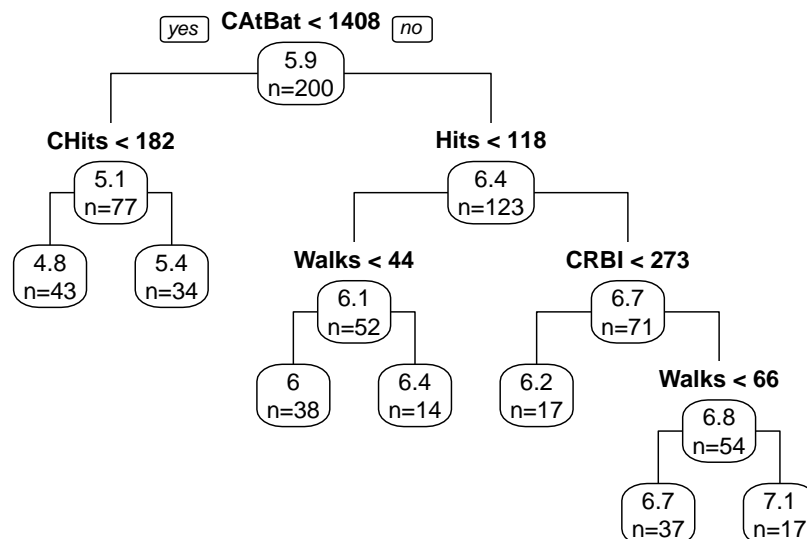 yes CAtBat < 1408 no
5.9
n=200
CHits < 182
5.1
n=77
4.8
n=43
5.4
n=34
Hits < 118
6.4
n=123
Walks < 44
6.1
n=52
6
n=38
6.4
n=14
CRBI < 273
6.7
n=71
6.2
n=17
Walks < 66
6.8
n=54
6.7
n=37
7.1
n=17